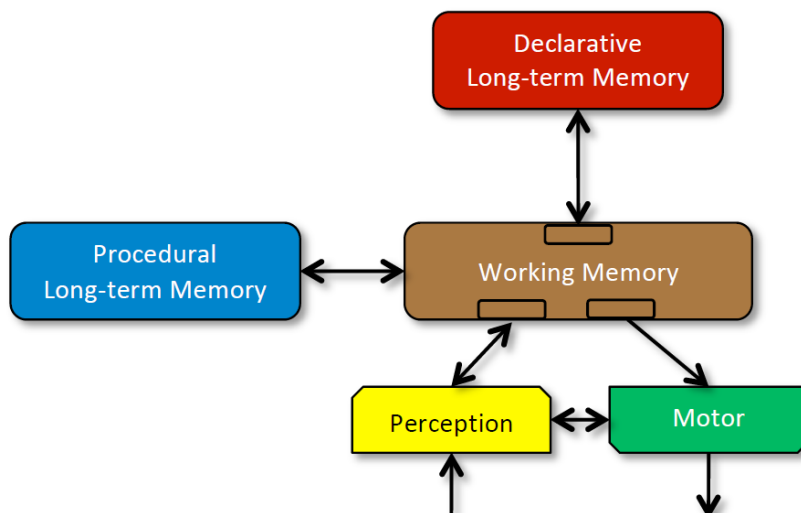 Declarative
Long-term Memory
Procedural
Long-term Memory
Working Memory
Perception
Motor